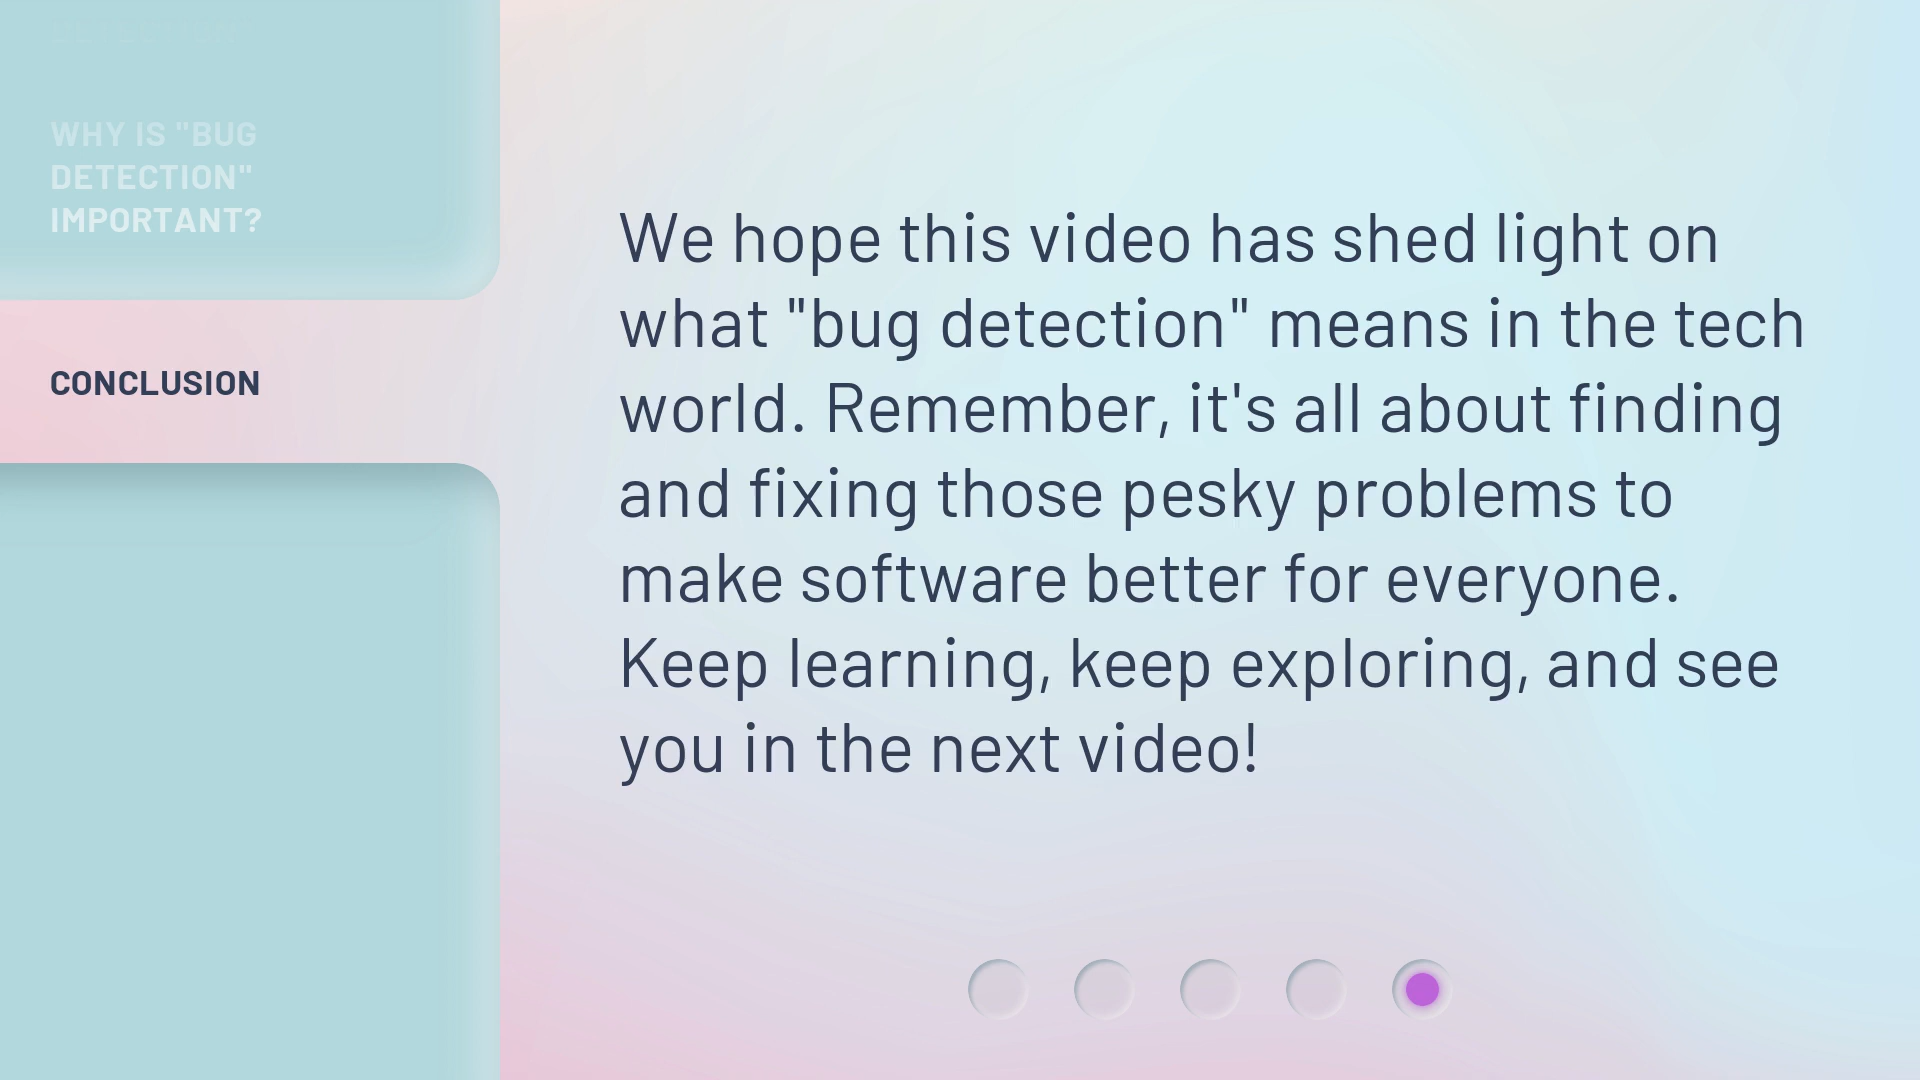 WHY IS "BUG
DETECTION"
IMPORTANT?
CONCLUSION
We hope this video has shed light on
what "bug detection" means in the tech
world. Remember, it's all about finding
and fixing those pesky problems to
make software better for everyone.
Keep learning, keep exploring, and see
you in the next video!